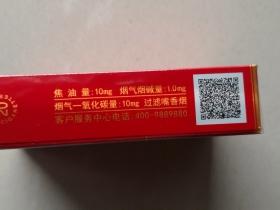 焦油量:10mg 烟气烟碱量:1.0mg
烟气一氧化碳量:10mg 过滤嘴香烟
客户服务中心电话:400-8889880
20